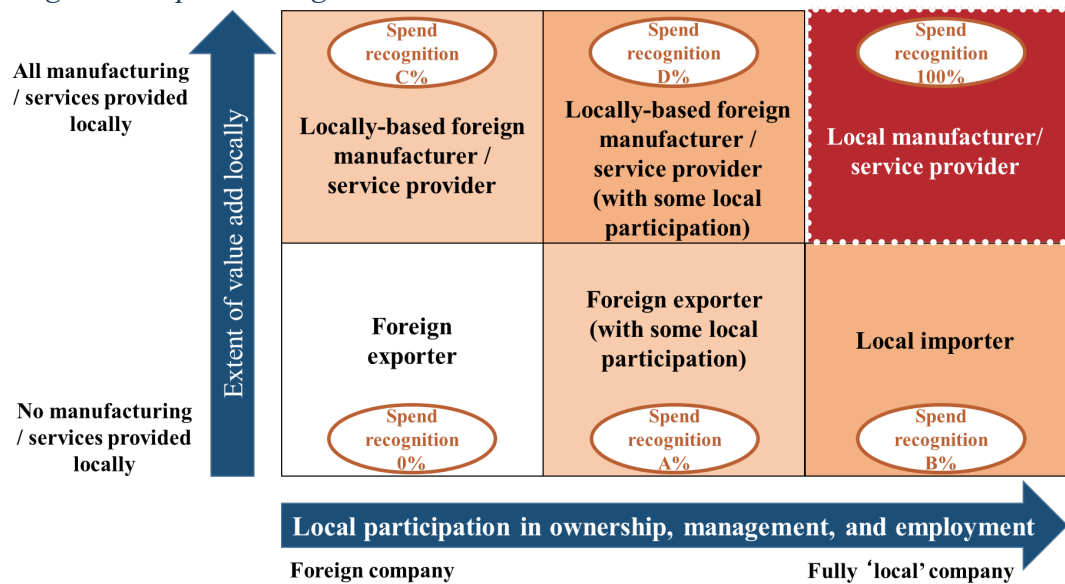 All manufacturing
/ services provided
locally
Extent of value add locally
No manufacturing
/ services provided
locally
Spend
recognition
C%
Locally-based foreign
manufacturer /
service provider
Spend
recognition
D%
Locally-based foreign
manufacturer /
service provider
(with some local
participation)
Spend
recognition
100%
Local manufacturer/
service provider
Foreign
exporter
Spend
recognition
0%
Foreign exporter
(with some local
participation)
Spend
recognition
A%
Local importer
Spend
recognition
B%
Local participation in ownership, management, and employment
Foreign company
Fully ‘local’ company